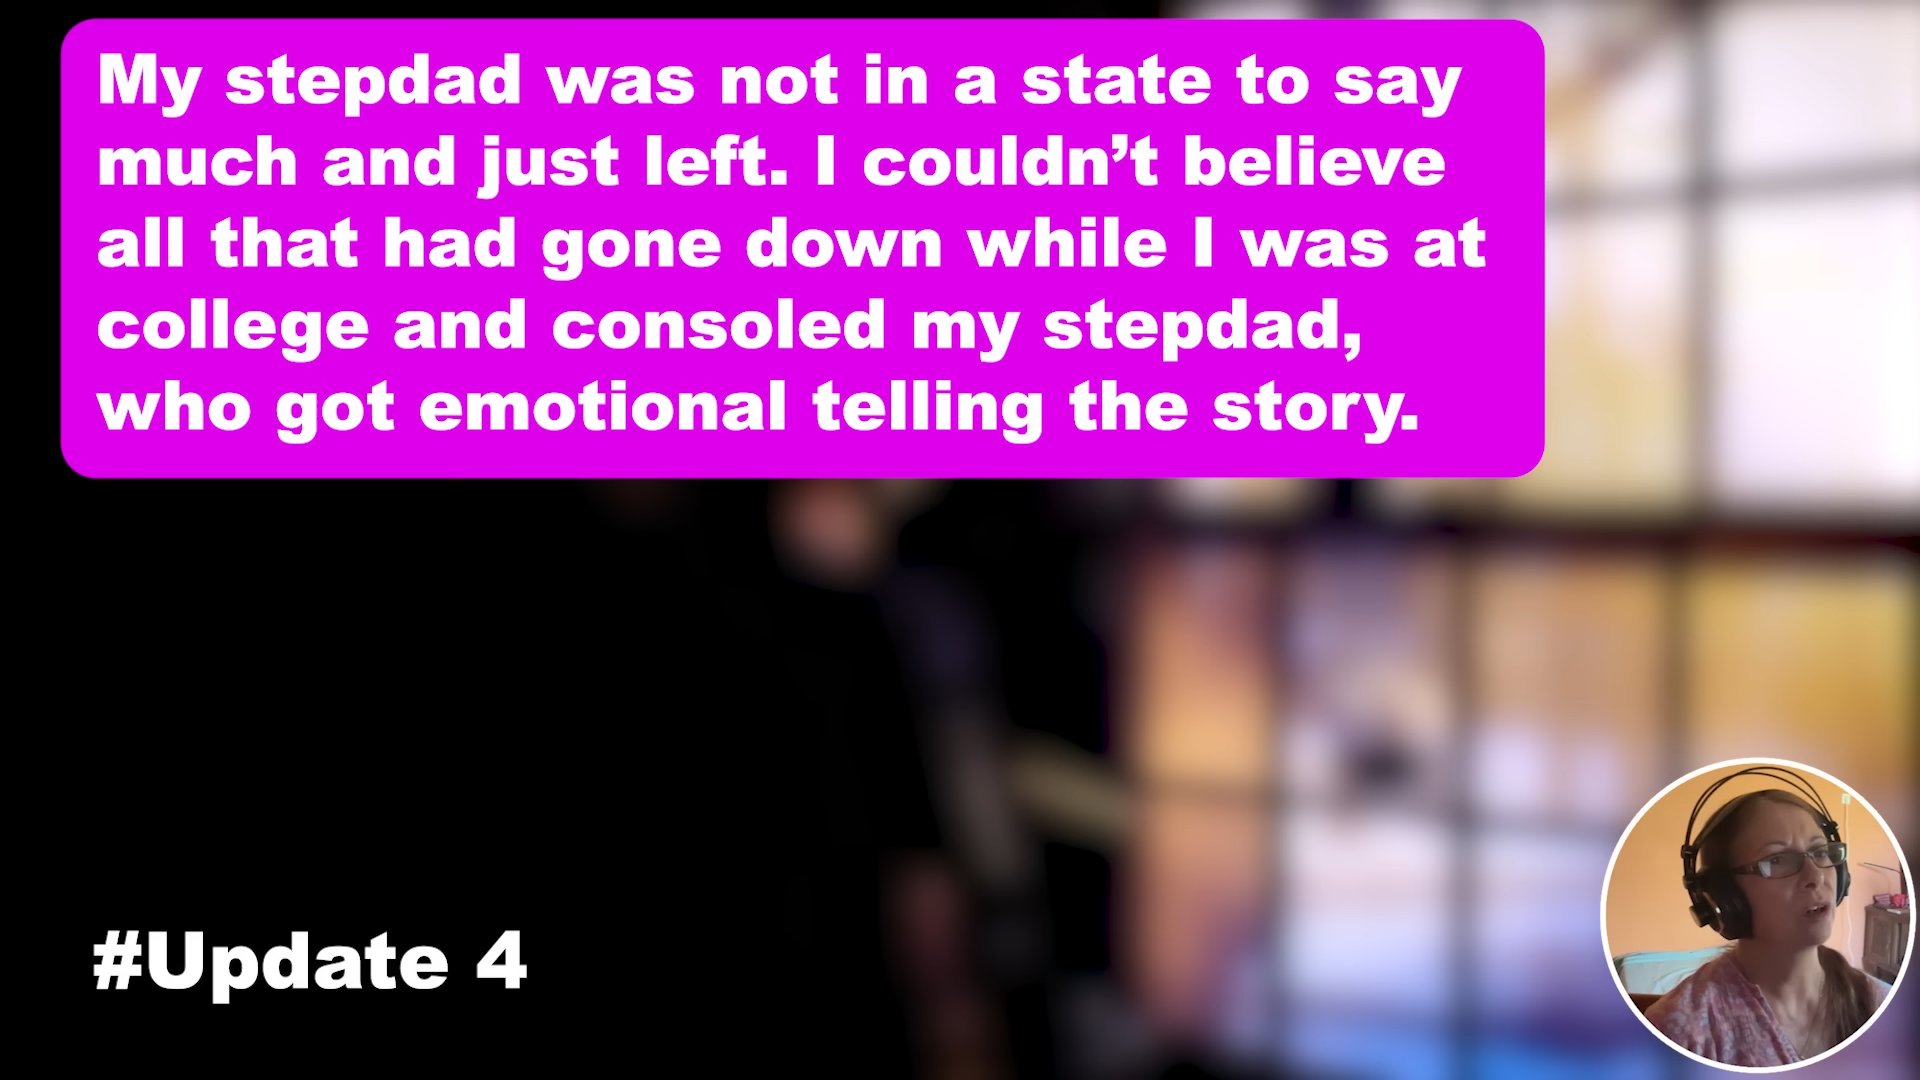 My stepdad was not in a state to say
much and just left. I couldn’t believe
all that had gone down while I was at
college and consoled my stepdad,
who got emotional telling the story.
#Update 4